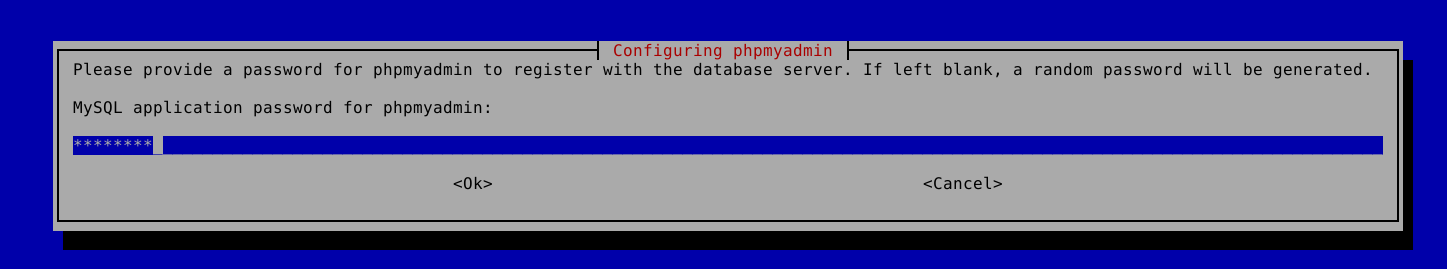 Configuring phpmyadmin
Please provide a password for phpmyadmin to register with the database server. If left blank, a random password will be generated.
MySQL application password for phpmyadmin:
********
<Ok> <Cancel>